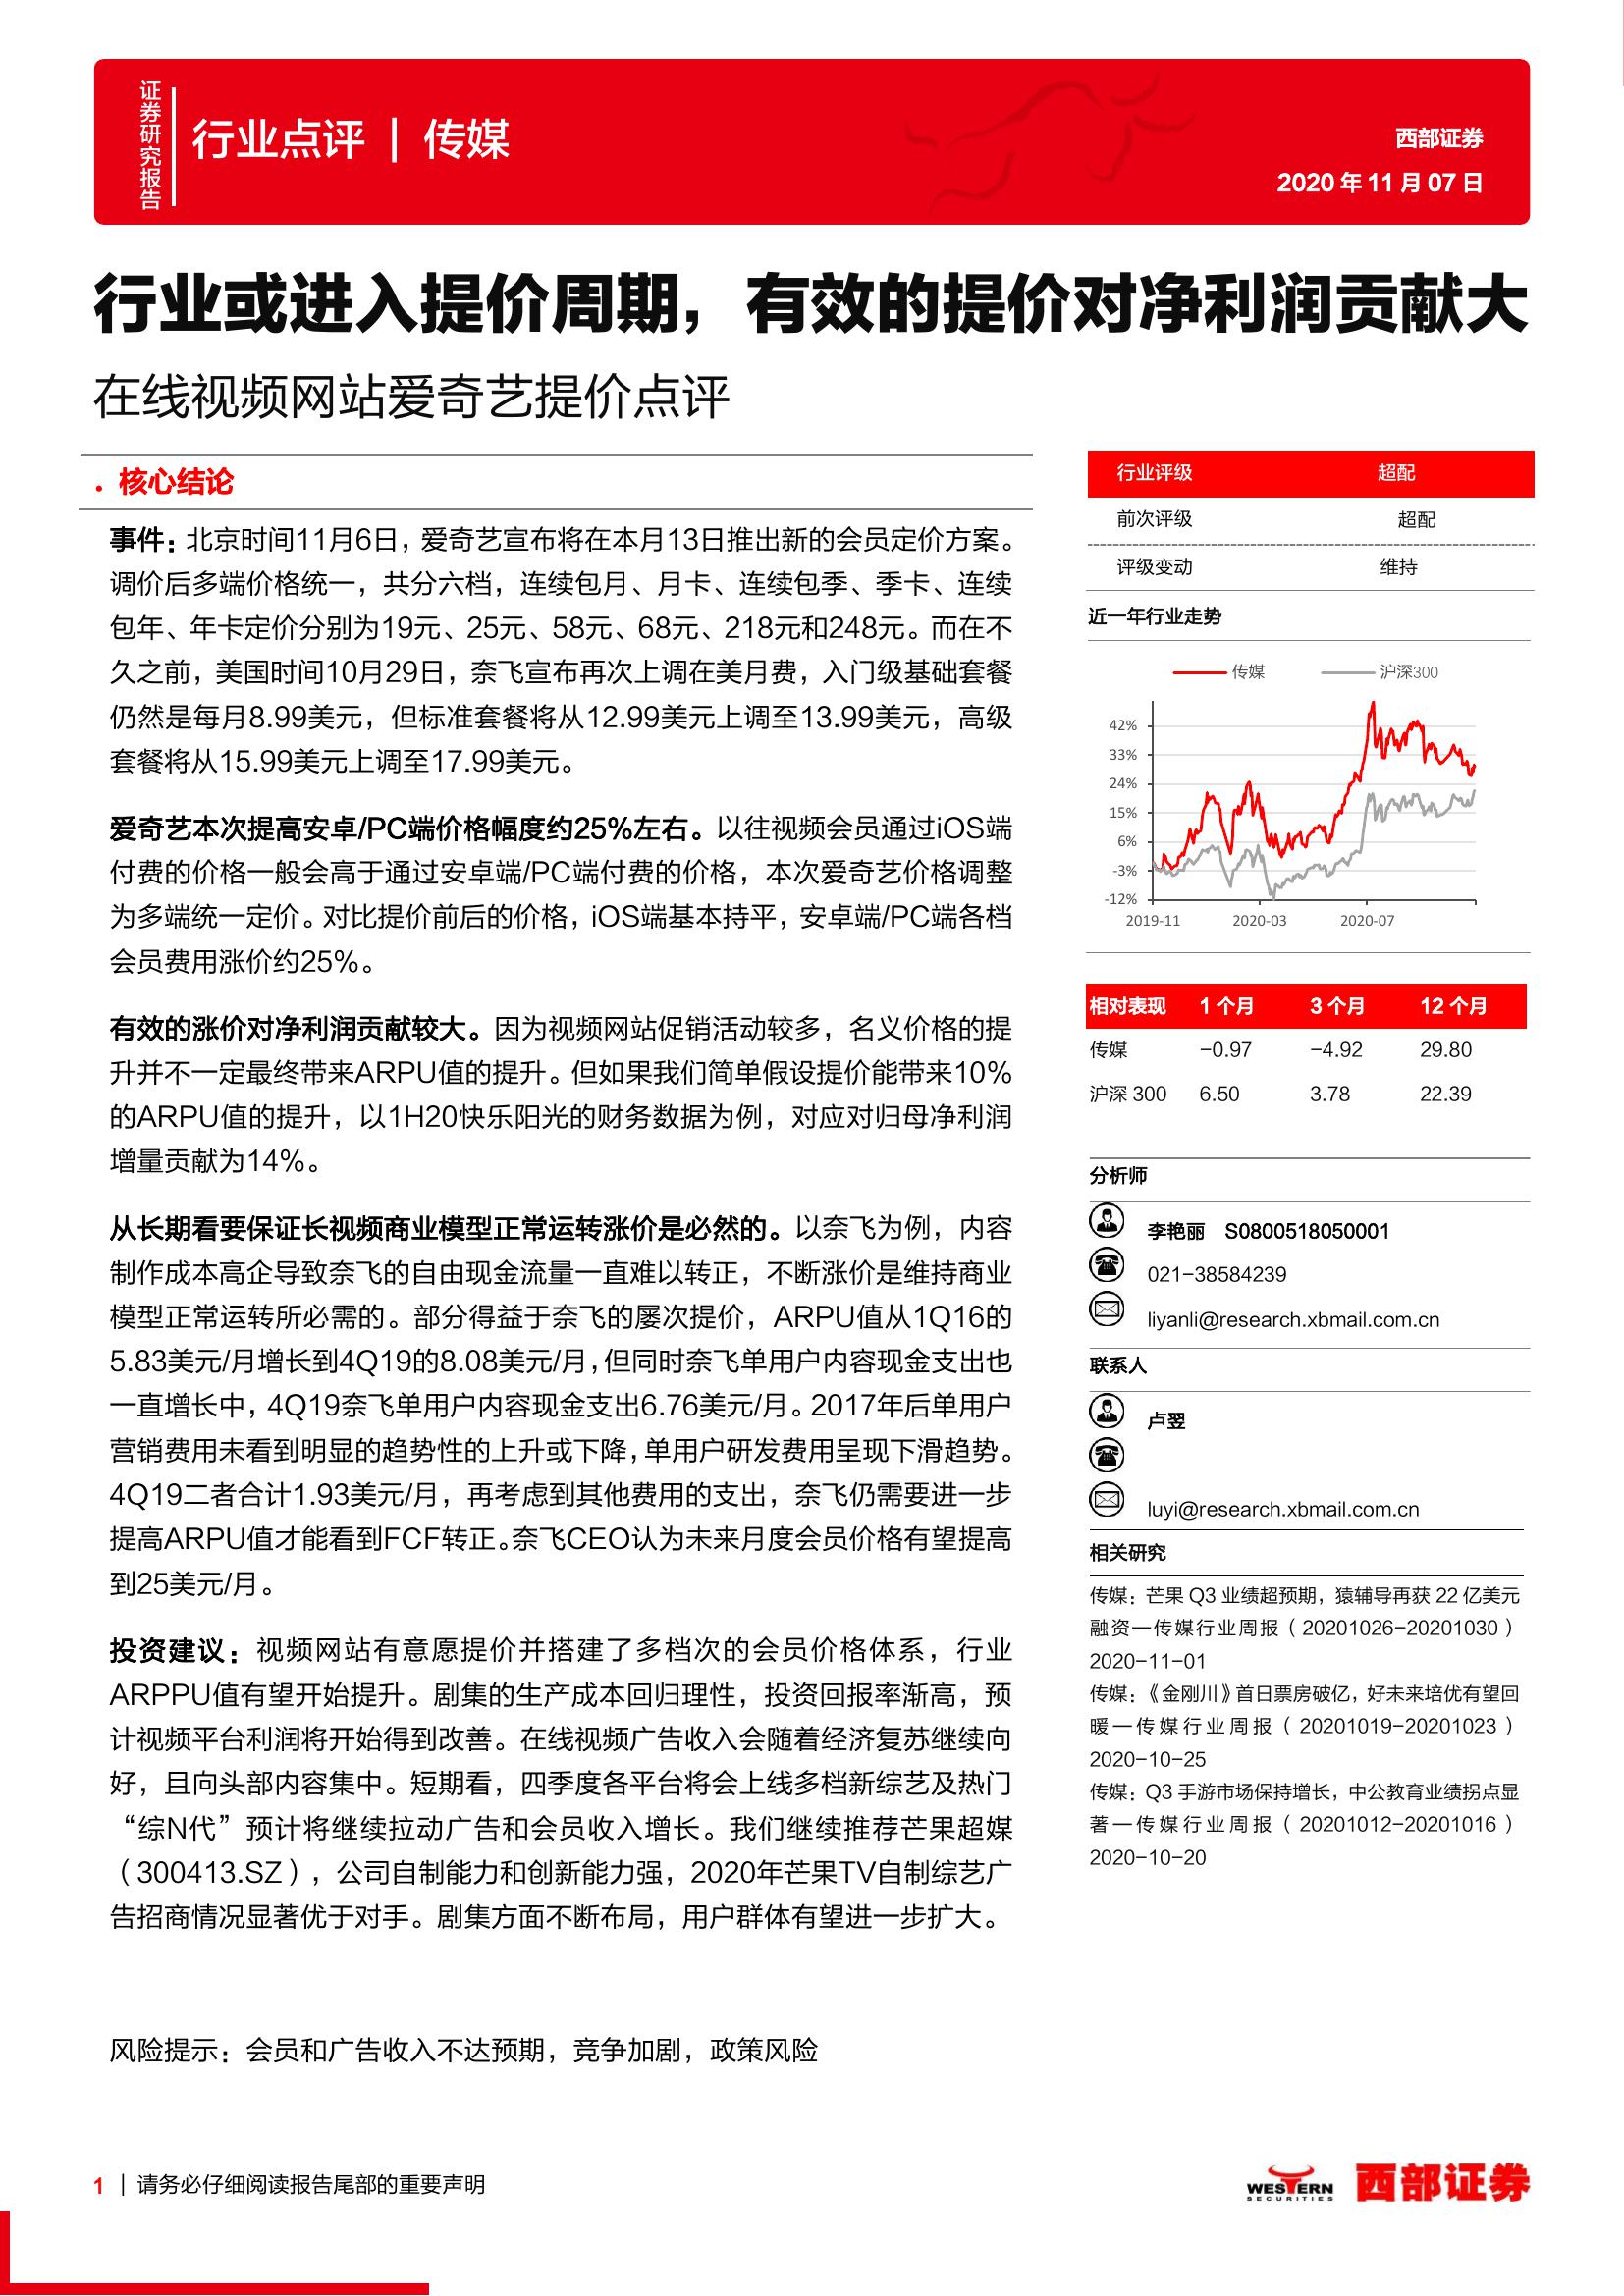 证券研究报告
行业点评 | 传媒
西部证券
2020 年 11 月 07 日
行业或进入提价周期，有效的提价对净利润贡献大
在线视频网站爱奇艺提价点评
• 核心结论
事件：北京时间11月6日，爱奇艺宣布将在本月13日推出新的会员定价方案。
调价后多端价格统一，共分六档，连续包月、月卡、连续包季、季卡、连续
包年、年卡定价分别为19元、25元、58元、68元、218元和248元。而在不
久之前，美国时间10月29日，奈飞宣布再次上调在美月费，入门级基础套餐
仍然是每月8.99美元，但标准套餐将从12.99美元上调至13.99美元，高级
套餐将从15.99美元上调至17.99美元。
爱奇艺本次提高安卓/PC端价格幅度约25%左右。以往视频会员通过iOS端
付费的价格一般会高于通过安卓端/PC端付费的价格，本次爱奇艺价格调整
为多端统一定价。对比提价前后的价格，iOS端基本持平，安卓端/PC端各档
会员费用涨价约25%。
有效的涨价对净利润贡献较大。因为视频网站促销活动较多，名义价格的提
升并不一定最终带来ARPU值的提升。但如果我们简单假设提价能带来10%
的ARPU值的提升，以1H20快乐阳光的财务数据为例，对应对归母净利润
增量贡献为14%。
从长期看要保证长视频商业模型正常运转涨价是必然的。以奈飞为例，内容
制作成本高企导致奈飞的自由现金流量一直难以转正，不断涨价是维持商业
模型正常运转所必需的。部分得益于奈飞的屡次提价，ARPU值从1Q16的
5.83美元/月增长到4Q19的8.08美元/月，但同时奈飞单用户内容现金支出也
一直增长中，4Q19奈飞单用户内容现金支出6.76美元/月。2017年后单用户
营销费用未看到明显的趋势性的上升或下降，单用户研发费用呈现下滑趋势。
4Q19二者合计1.93美元/月，再考虑到其他费用的支出，奈飞仍需要进一步
提高ARPU值才能看到FCF转正。奈飞CEO认为未来月度会员价格有望提高
到25美元/月。
投资建议：视频网站有意愿提价并搭建了多档次的会员价格体系，行业
ARPPU值有望开始提升。剧集的生产成本回归理性，投资回报率渐高，预
计视频平台利润将开始得到改善。在线视频广告收入会随着经济复苏继续向
好，且向头部内容集中。短期看，四季度各平台将会上线多档新综艺及热门
“综N代”预计将继续拉动广告和会员收入增长。我们继续推荐芒果超媒
（300413.SZ），公司自制能力和创新能力强，2020年芒果TV自制综艺广
告招商情况显著优于对手。剧集方面不断布局，用户群体有望进一步扩大。
风险提示：会员和广告收入不达预期，竞争加剧，政策风险
行业评级 超配
前次评级 超配
评级变动 维持
近一年行业走势
传媒 沪深300
42%
33%
24%
15%
6%
-3%
-12%
2019-11 2020-03 2020-07
相对表现 1 个月 3 个月 12 个月
传媒 -0.97 -4.92 29.80
沪深 300 6.50 3.78 22.39
分析师
李艳丽 S0800518050001
021-38584239
liyanli@research.xbmail.com.cn
联系人
卢翌
luyi@research.xbmail.com.cn
相关研究
传媒：芒果 Q3 业绩超预期，猿辅导再获 22 亿美元
融资—传媒行业周报（20201026-20201030）
2020-11-01
传媒：《金刚川》首日票房破亿，好未来培优有望回
暖—传媒行业周报（20201019-20201023）
2020-10-25
传媒：Q3 手游市场保持增长，中公教育业绩拐点显
著—传媒行业周报（20201012-20201016）
2020-10-20
1 | 请务必仔细阅读报告尾部的重要声明
WESTERN
SECURITIES
西部证券